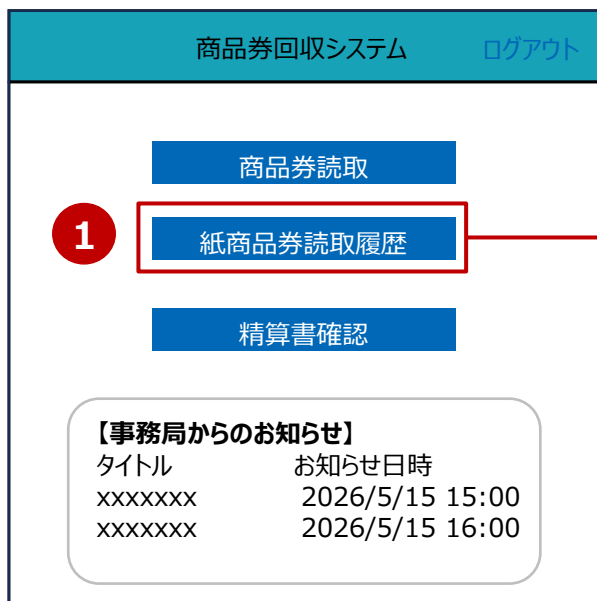 商品券回収システム ログアウト
商品券読取
1 紙商品券読取履歴
精算書確認
【事務局からのお知らせ】
タイトル お知らせ日時
xxxxxxx 2026/5/15 15:00
xxxxxxx 2026/5/15 16:00